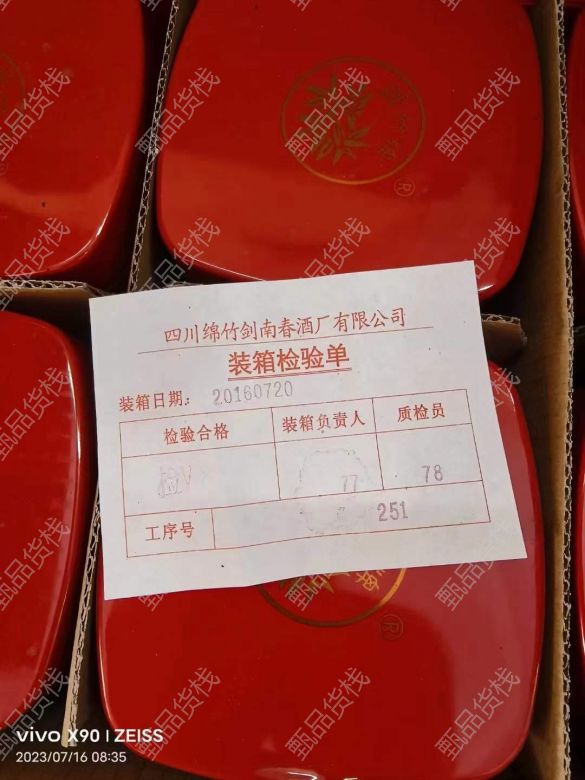 四川绵竹剑南春酒厂有限公司
装箱检验单
装箱日期: 20160720
检验合格 装箱负责人 质检员
77 78
工序号 251
®
®
vivo X90 | ZEISS
2023/07/16 08:35
甄品货栈